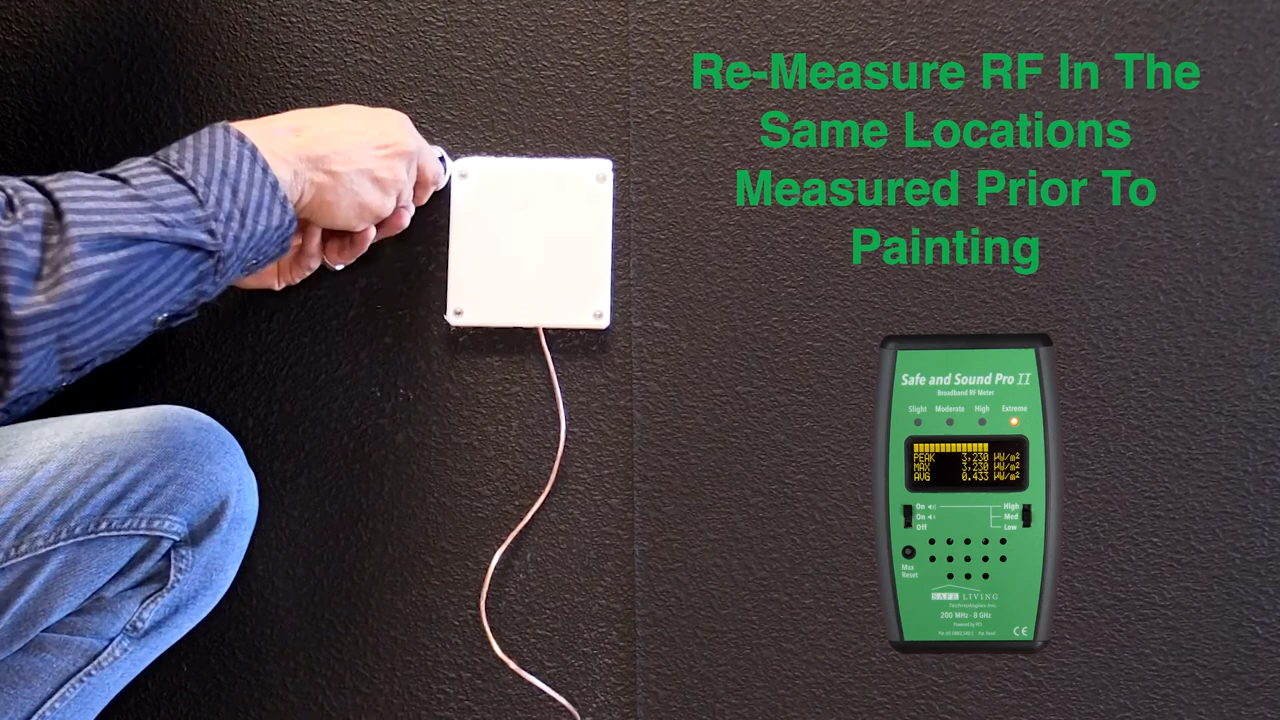 Re-Measure RF In The
Same Locations
Measured Prior To
Painting
Safe and Sound Pro II
Broadband RF Meter
Slight Moderate High Extreme
PEAK 3,230 µW/m²
MAX 3,230 µW/m²
AVG 0.433 µW/m²
On High
On Med
Off Low
Max
Reset
SAFE LIVING
Technologies Inc.
200 MHz - 8 GHz
CE